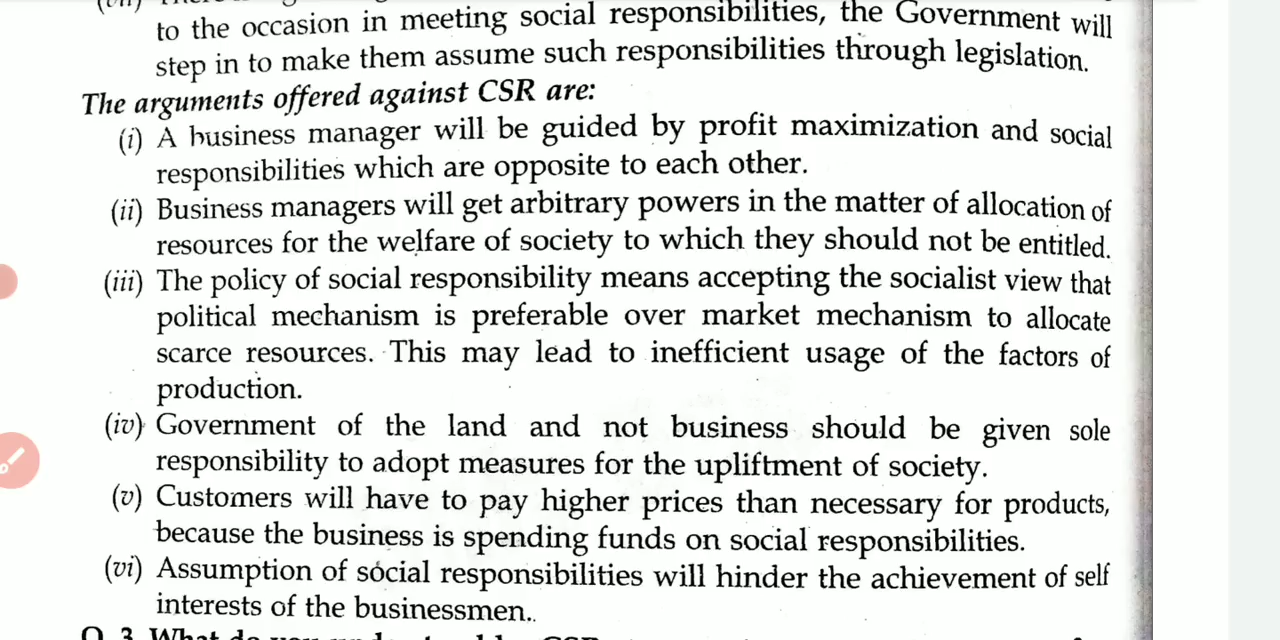 to the occasion in meeting social responsibilities, the Government will
step in to make them assume such responsibilities through legislation.
The arguments offered against CSR are:
(i) A business manager will be guided by profit maximization and social
responsibilities which are opposite to each other.
(ii) Business managers will get arbitrary powers in the matter of allocation of
resources for the welfare of society to which they should not be entitled.
(iii) The policy of social responsibility means accepting the socialist view that
political mechanism is preferable over market mechanism to allocate
scarce resources. This may lead to inefficient usage of the factors of
production.
(iv) Government of the land and not business should be given sole
responsibility to adopt measures for the upliftment of society.
(v) Customers will have to pay higher prices than necessary for products,
because the business is spending funds on social responsibilities.
(vi) Assumption of social responsibilities will hinder the achievement of self
interests of the businessmen..
Q. 3. What do you